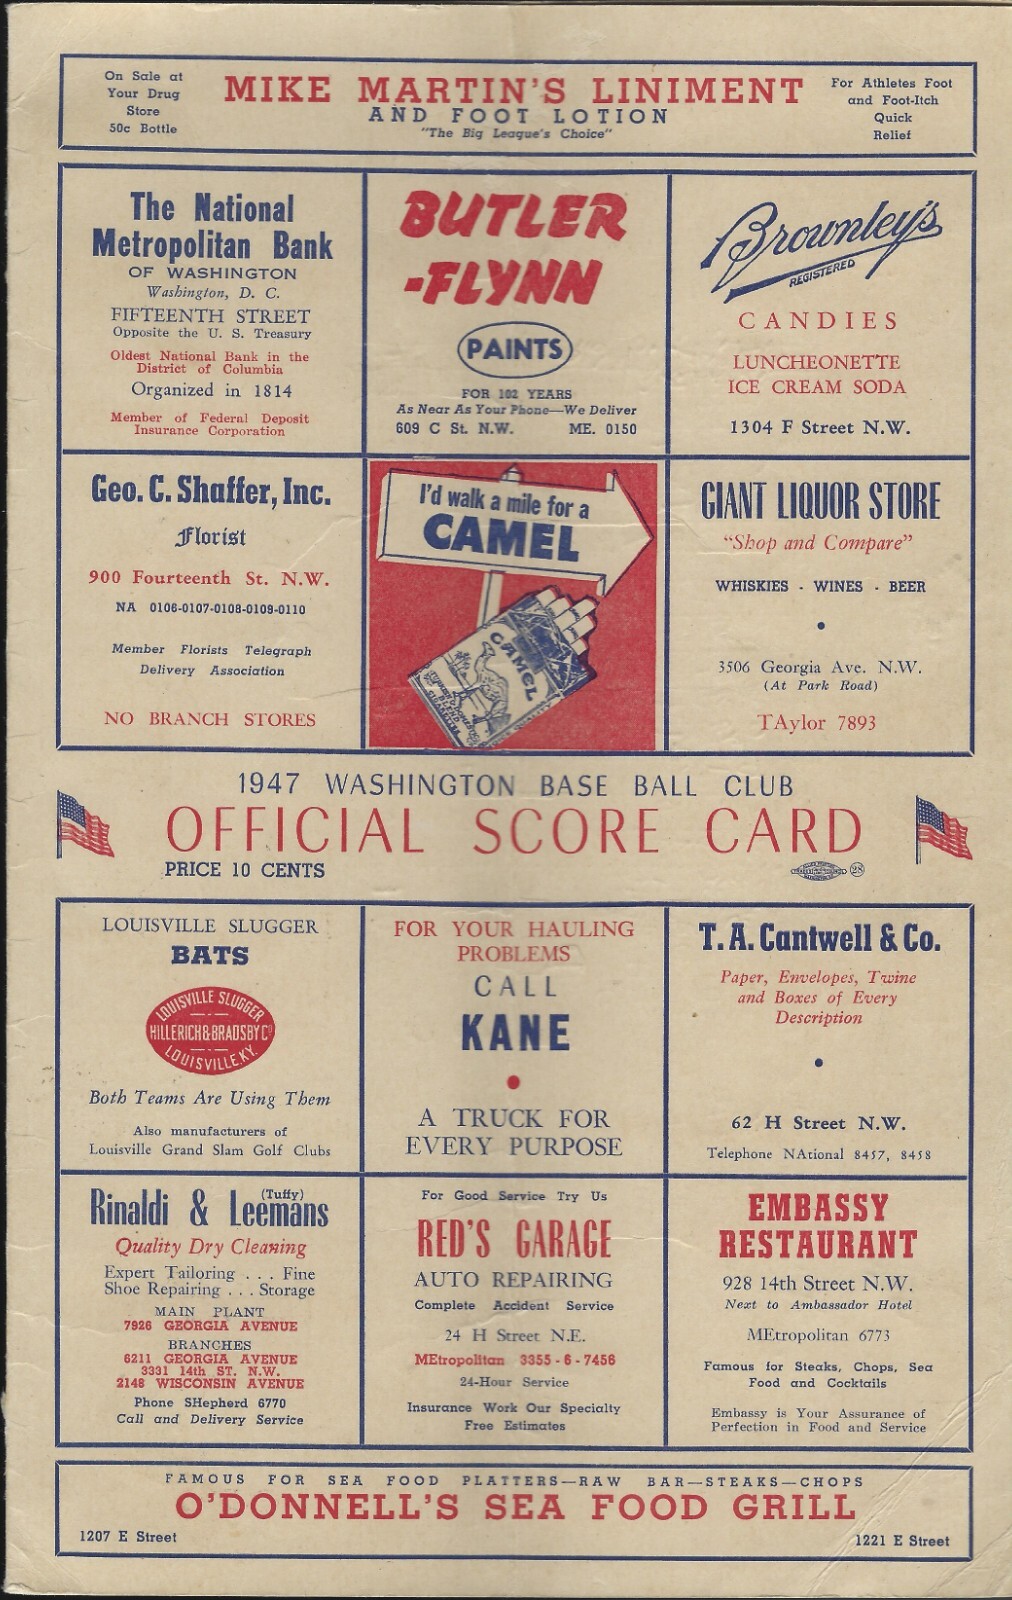 On Sale at
Your Drug
Store
50c Bottle
MIKE MARTIN'S LINIMENT
AND FOOT LOTION
"The Big League's Choice"
For Athletes Foot
and Foot-Itch
Quick
Relief
The National
Metropolitan Bank
OF WASHINGTON
Washington, D. C.
FIFTEENTH STREET
Opposite the U. S. Treasury
Oldest National Bank in the
District of Columbia
Organized in 1814
Member of Federal Deposit
Insurance Corporation
BUTLER
-FLYNN
PAINTS
FOR 102 YEARS
As Near As Your Phone—We Deliver
609 C St. N.W. ME. 0150
Brownley's
REGISTERED
CANDIES
LUNCHEONETTE
ICE CREAM SODA
1304 F Street N.W.
Geo. C. Shaffer, Inc.
Florist
900 Fourteenth St. N.W.
NA 0106-0107-0108-0109-0110
Member Florists Telegraph
Delivery Association
NO BRANCH STORES
I'd walk a mile for a
CAMEL
CAMEL
GIANT LIQUOR STORE
"Shop and Compare"
WHISKIES - WINES - BEER
3506 Georgia Ave. N.W.
(At Park Road)
TAylor 7893
1947 WASHINGTON BASE BALL CLUB
OFFICIAL SCORE CARD
PRICE 10 CENTS
28
LOUISVILLE SLUGGER
BATS
LOUISVILLE SLUGGER
HILLERICH & BRADSBY Co
LOUISVILLE. KY.
Both Teams Are Using Them
Also manufacturers of
Louisville Grand Slam Golf Clubs
FOR YOUR HAULING
PROBLEMS
CALL
KANE
A TRUCK FOR
EVERY PURPOSE
T. A. Cantwell & Co.
Paper, Envelopes, Twine
and Boxes of Every
Description
62 H Street N.W.
Telephone NAtional 8457, 8458
(Tuffy)
Rinaldi & Leemans
Quality Dry Cleaning
Expert Tailoring . . . Fine
Shoe Repairing . . . Storage
MAIN PLANT
7926 GEORGIA AVENUE
BRANCHES
6211 GEORGIA AVENUE
3331 14th ST. N.W.
2148 WISCONSIN AVENUE
Phone SHepherd 6770
Call and Delivery Service
For Good Service Try Us
RED'S GARAGE
AUTO REPAIRING
Complete Accident Service
24 H Street N.E.
MEtropolitan 3355 - 6 - 7456
24-Hour Service
Insurance Work Our Specialty
Free Estimates
EMBASSY
RESTAURANT
928 14th Street N.W.
Next to Ambassador Hotel
MEtropolitan 6773
Famous for Steaks, Chops, Sea
Food and Cocktails
Embassy is Your Assurance of
Perfection in Food and Service
FAMOUS FOR SEA FOOD PLATTERS—RAW BAR—STEAKS—CHOPS
O'DONNELL'S SEA FOOD GRILL
1207 E Street
1221 E Street